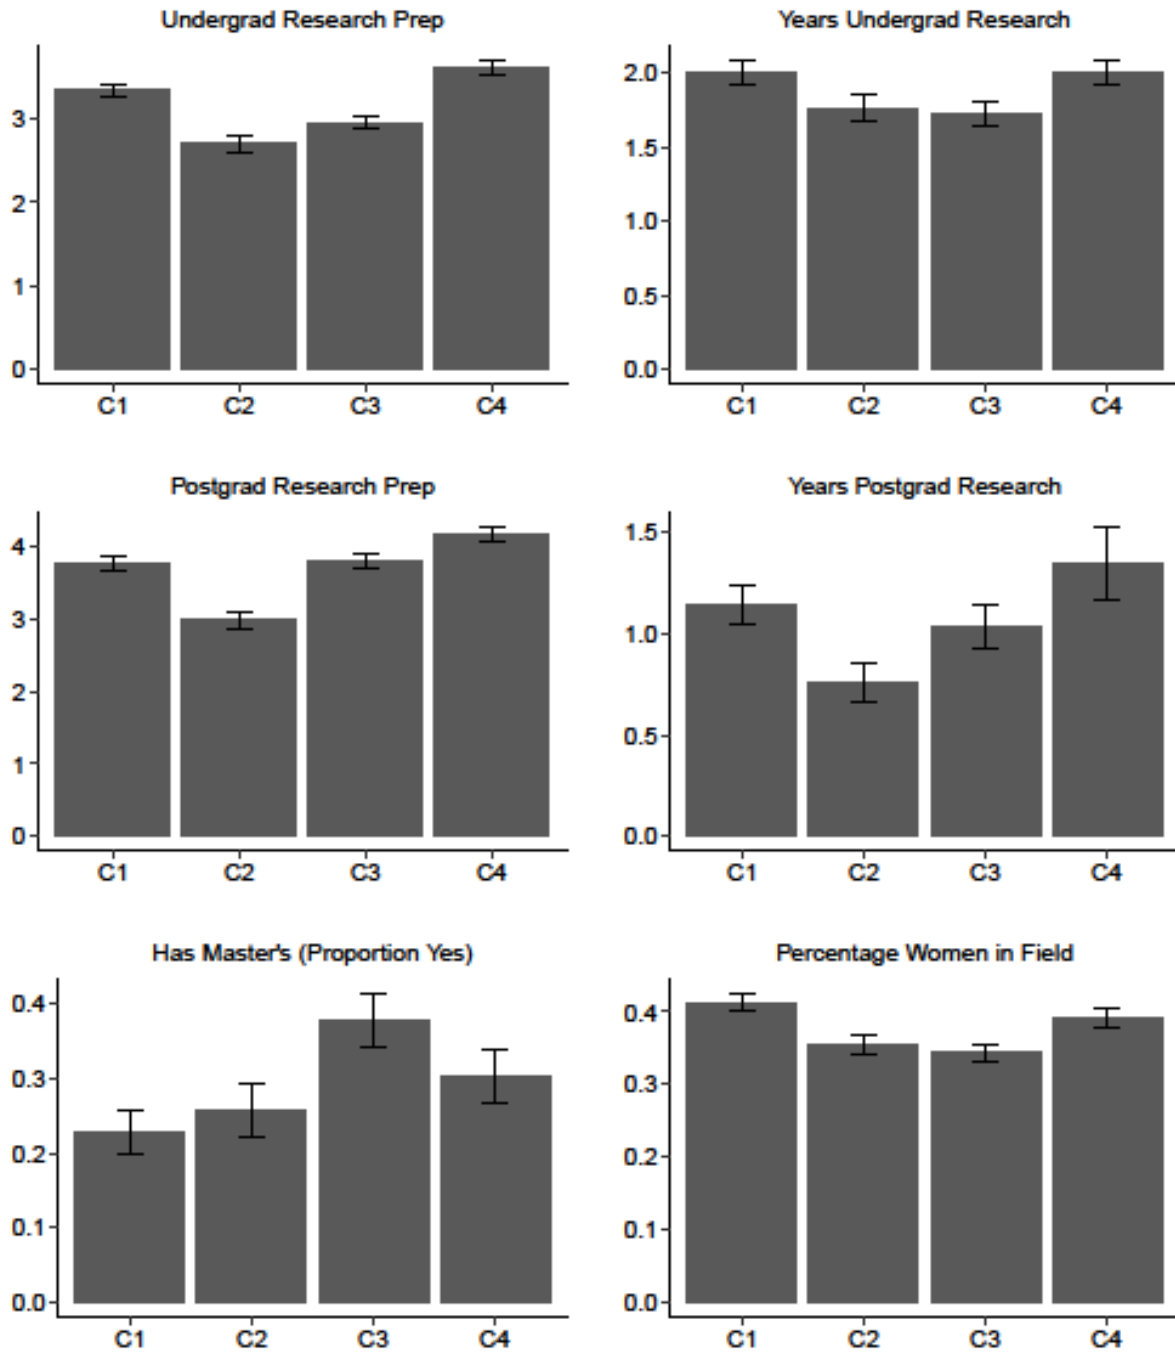 Undergrad Research Prep
3
2
1
0
C1 C2 C3 C4
Years Undergrad Research
2.0
1.5
1.0
0.5
0.0
C1 C2 C3 C4
Postgrad Research Prep
4
3
2
1
0
C1 C2 C3 C4
Years Postgrad Research
1.5
1.0
0.5
0.0
C1 C2 C3 C4
Has Master's (Proportion Yes)
0.4
0.3
0.2
0.1
0.0
C1 C2 C3 C4
Percentage Women in Field
0.4
0.3
0.2
0.1
0.0
C1 C2 C3 C4